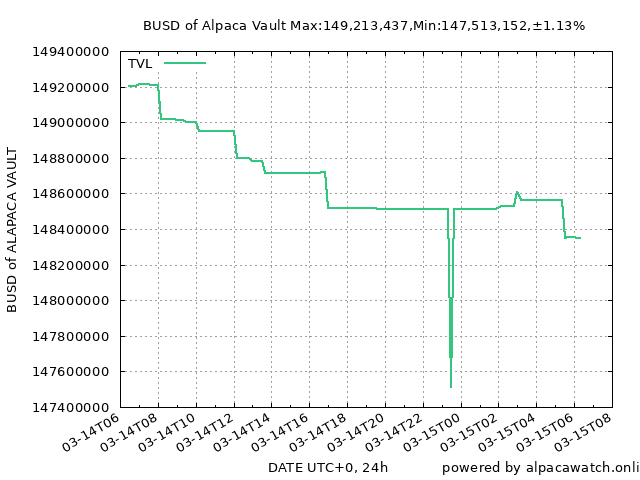 BUSD of Alpaca Vault Max:149,213,437,Min:147,513,152,±1.13%
149400000
149200000
149000000
148800000
148600000
148400000
148200000
148000000
147800000
147600000
147400000
TVL
BUSD of ALAPACA VAULT
03-14T06
03-14T08
03-14T10
03-14T12
03-14T14
03-14T16
03-14T18
03-14T20
03-14T22
03-15T00
03-15T02
03-15T04
03-15T06
03-15T08
DATE UTC+0, 24h
powered by alpacawatch.onli